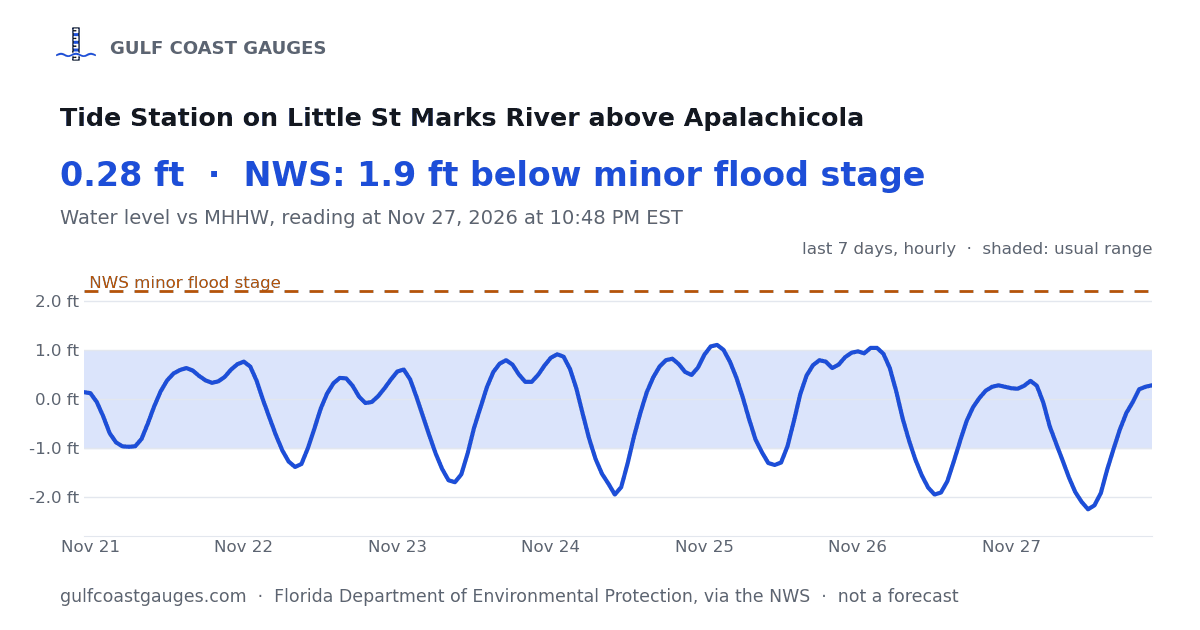 GULF COAST GAUGES
Tide Station on Little St Marks River above Apalachicola
0.28 ft · NWS: 1.9 ft below minor flood stage
Water level vs MHHW, reading at Nov 27, 2026 at 10:48 PM EST
last 7 days, hourly · shaded: usual range
NWS minor flood stage
2.0 ft
1.0 ft
0.0 ft
-1.0 ft
-2.0 ft
Nov 21 Nov 22 Nov 23 Nov 24 Nov 25 Nov 26 Nov 27
gulfcoastgauges.com · Florida Department of Environmental Protection, via the NWS · not a forecast